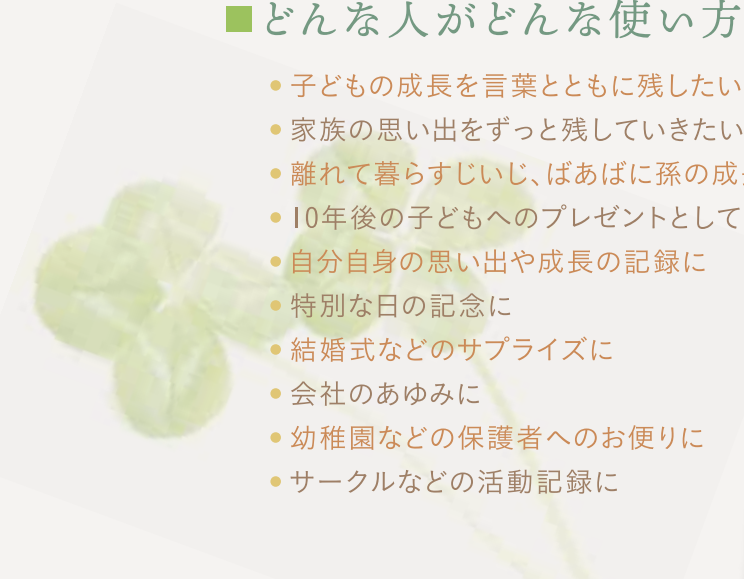 ■どんな人がどんな使い方
●子どもの成長を言葉とともに残したい
●家族の思い出をずっと残していきたい
●離れて暮らすじいじ、ばあばに孫の成
●10年後の子どもへのプレゼントとして
●自分自身の思い出や成長の記録に
●特別な日の記念に
●結婚式などのサプライズに
●会社のあゆみに
●幼稚園などの保護者へのお便りに
●サークルなどの活動記録に